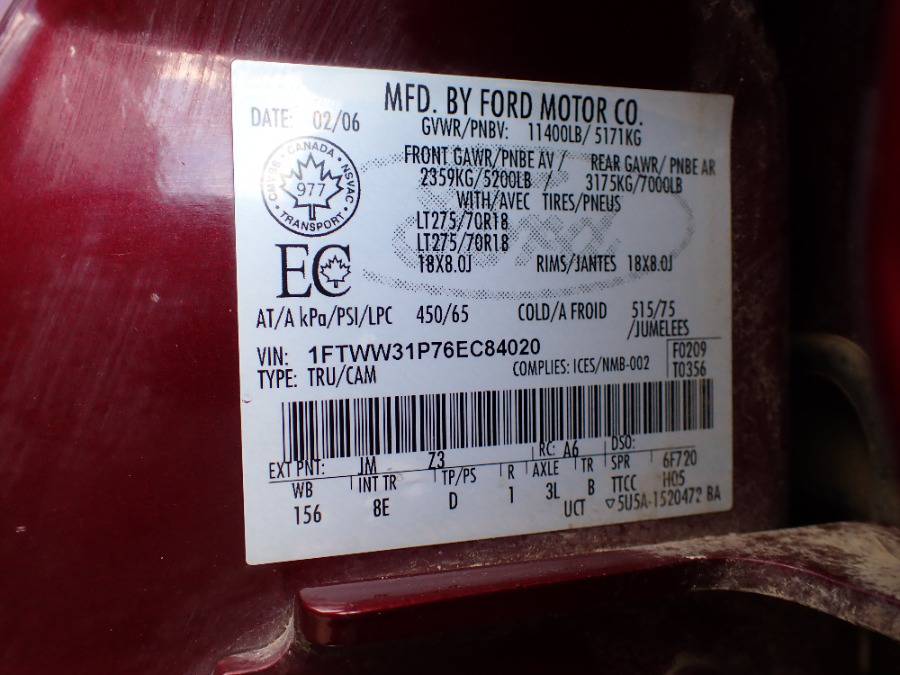 MFD. BY FORD MOTOR CO.
DATE: 02/06
GVWR/PNBV: 11400LB/ 5171KG
FRONT GAWR/PNBE AV / REAR GAWR/ PNBE AR
2359KG/5200LB / 3175KG/7000LB
WITH/AVEC TIRES/PNEUS
LT275/70R18
LT275/70R18
18X8.0J RIMS/JANTES 18X8.0J
CANADA
NSVAC
TRANSPORT
977
EC
AT/A kPa/PSI/LPC 450/65 COLD/A FROID 515/75
/JUMELEES
VIN: 1FTWW31P76EC84020
F0209
TYPE: TRU/CAM COMPLIES: ICES/NMB-002
T0356
EXT PNT: JM Z3 RC: A6 DSO:
WB INT TR TP/PS R AXLE TR SPR 6F720
156 8E D 1 3L B TTCC H05
UCT ▽5U5A-1520472 BA